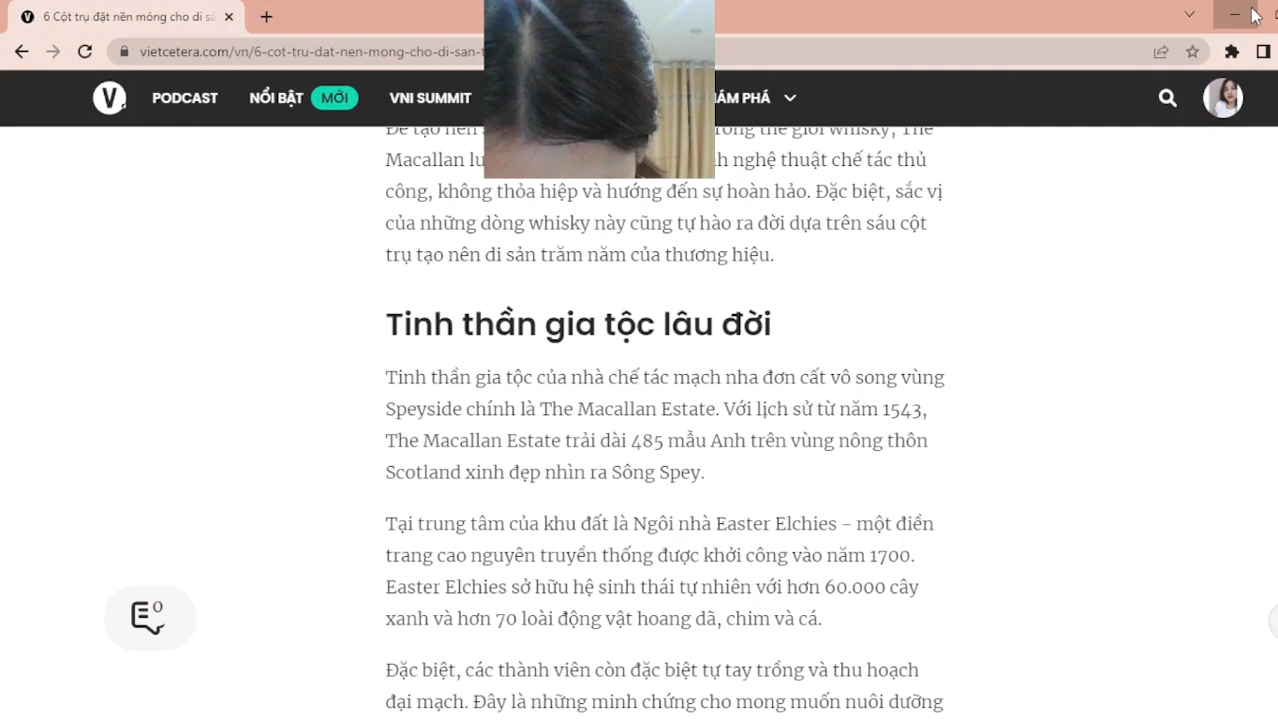 6 Cột trụ đặt nền móng cho di sả
vietcetera.com/vn/6-cot-tru-dat-nen-mong-cho-di-san-t
V.
PODCAST
NỔI BẬT
MỚI
VNI SUMMIT
ÁM PHÁ
Để tạo nên rong thế giới whisky, The
Macallan lu nghệ thuật chế tác thủ
công, không thỏa hiệp và hướng đến sự hoàn hảo. Đặc biệt, sắc vị
của những dòng whisky này cũng tự hào ra đời dựa trên sáu cột
trụ tạo nên di sản trăm năm của thương hiệu.
Tinh thần gia tộc lâu đời
Tinh thần gia tộc của nhà chế tác mạch nha đơn cất vô song vùng
Speyside chính là The Macallan Estate. Với lịch sử từ năm 1543,
The Macallan Estate trải dài 485 mẫu Anh trên vùng nông thôn
Scotland xinh đẹp nhìn ra Sông Spey.
Tại trung tâm của khu đất là Ngôi nhà Easter Elchies - một điền
trang cao nguyên truyền thống được khởi công vào năm 1700.
Easter Elchies sở hữu hệ sinh thái tự nhiên với hơn 60.000 cây
xanh và hơn 70 loài động vật hoang dã, chim và cá.
0
Đặc biệt, các thành viên còn đặc biệt tự tay trồng và thu hoạch
đại mạch. Đây là những minh chứng cho mong muốn nuôi dưỡng